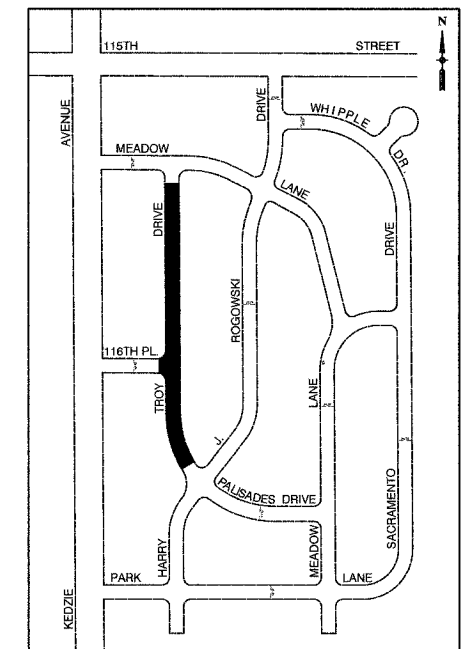 N
115TH STREET
AVENUE
DRIVE
WHIPPLE DR.
MEADOW LANE
DRIVE
DRIVE
ROGOWSKI
116TH PL.
TROY
LANE
J.
PALISADES DRIVE
SACRAMENTO
HARRY
MEADOW
PARK LANE
KEDZIE